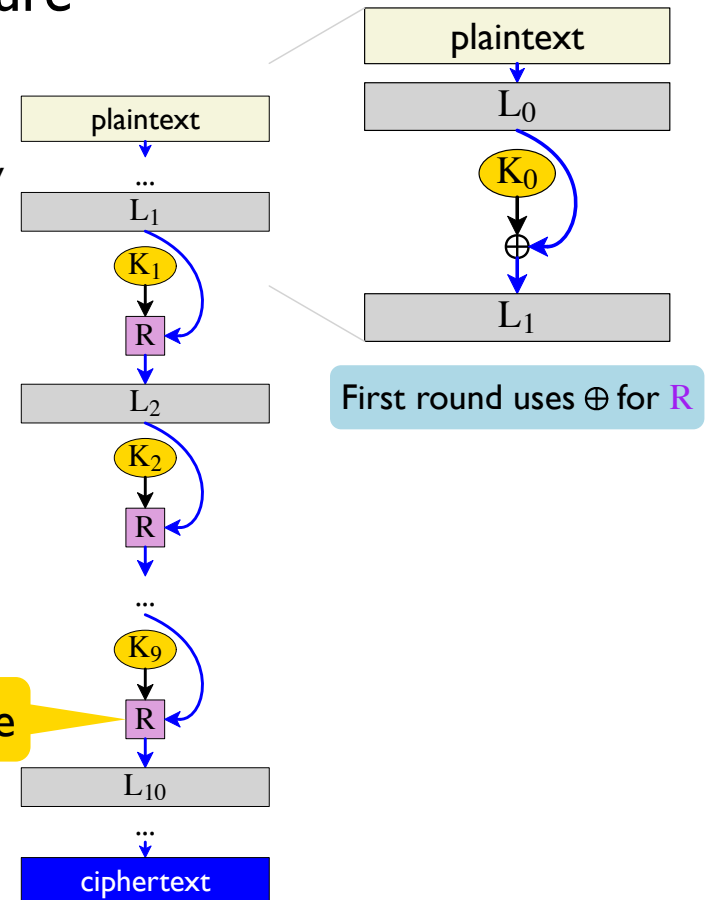 plaintext
...
L₁
K₁
R
L₂
K₂
R
...
K₉
R
L₁₀
...
ciphertext
plaintext
L₀
K₀
⊕
L₁
First round uses ⊕ for R